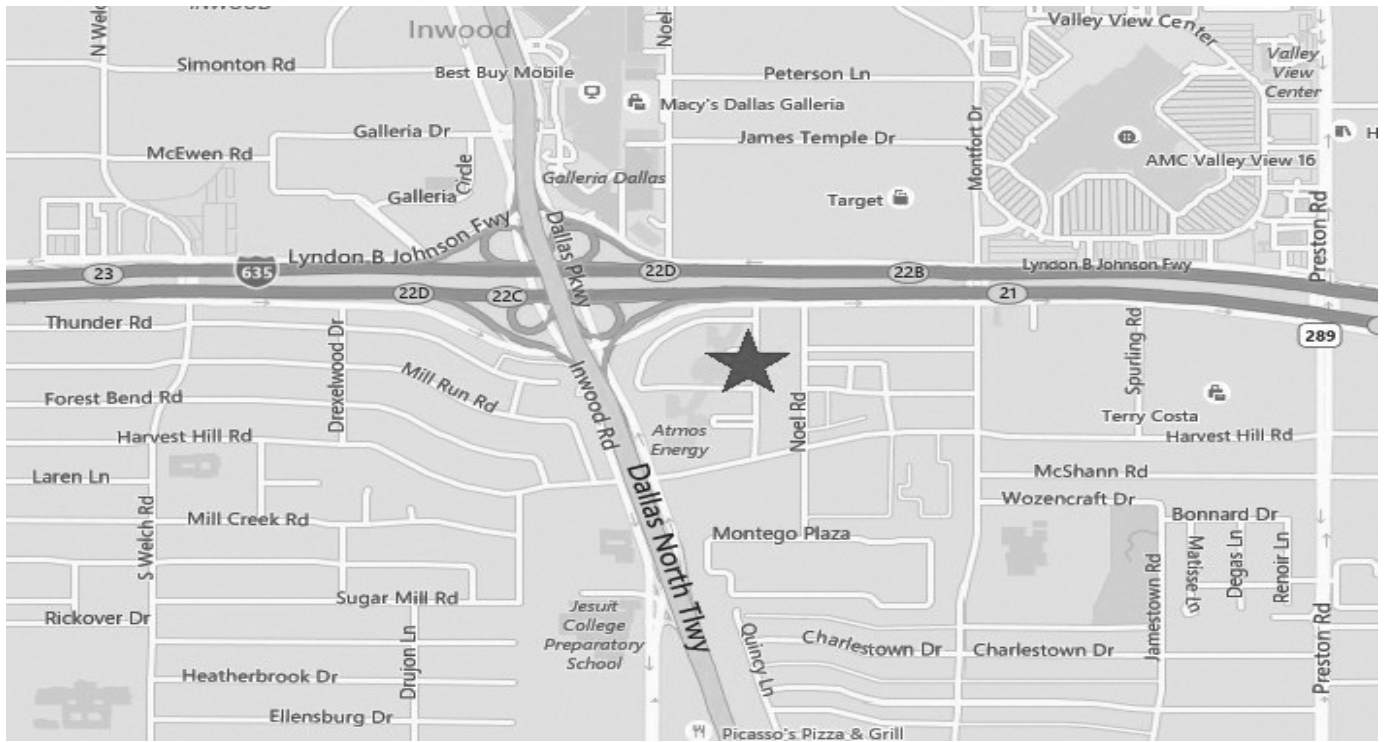 INWOOD
N Welch
Inwood
Noel
Valley View Center
Simonton Rd
Best Buy Mobile
Peterson Ln
Valley
View
Center
Macy's Dallas Galleria
Galleria Dr
James Temple Dr
Montfort Dr
H
McEwen Rd
AMC Valley View 16
Galleria Dallas
Galleria
Circle
Target
Preston Rd
Lyndon B Johnson Fwy
Dallas Pkwy
Lyndon B Johnson Fwy
23
635
22D
22B
22D
22C
21
Thunder Rd
Drexelwood Dr
Spurling Rd
289
Inwood Rd
Mill Run Rd
Forest Bend Rd
Noel Rd
Terry Costa
Atmos
Energy
Harvest Hill Rd
Harvest Hill Rd
Laren Ln
McShann Rd
Dallas North Tlwy
Wozencraft Dr
Mill Creek Rd
Bonnard Dr
S Welch Rd
Montego Plaza
Matisse Ln
Degas Ln
Renoir Ln
Jamestown Rd
Sugar Mill Rd
Rickover Dr
Jesuit
College
Preparatory
School
Quincy Ln
Charlestown Dr
Charlestown Dr
Drujon Ln
Preston Rd
Heatherbrook Dr
Ellensburg Dr
Picasso's Pizza & Grill